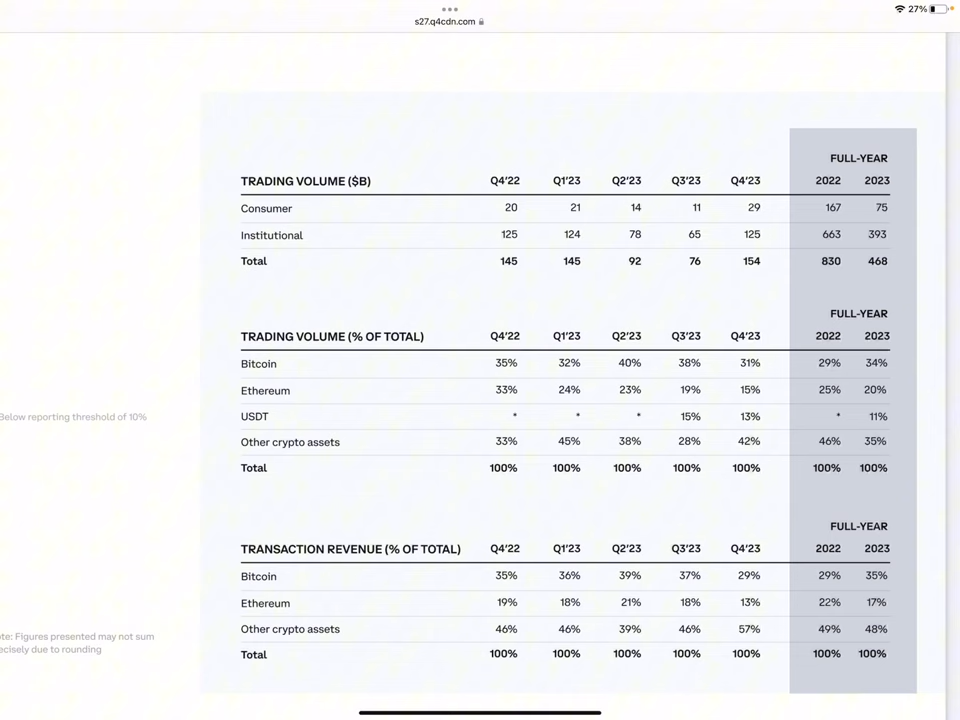 s27.q4cdn.com
27%
FULL-YEAR
TRADING VOLUME ($B) Q4'22 Q1'23 Q2'23 Q3'23 Q4'23 2022 2023
Consumer 20 21 14 11 29 167 75
Institutional 125 124 78 65 125 663 393
Total 145 145 92 76 154 830 468
FULL-YEAR
TRADING VOLUME (% OF TOTAL) Q4'22 Q1'23 Q2'23 Q3'23 Q4'23 2022 2023
Bitcoin 35% 32% 40% 38% 31% 29% 34%
Ethereum 33% 24% 23% 19% 15% 25% 20%
Below reporting threshold of 10%
USDT * * * 15% 13% * 11%
Other crypto assets 33% 45% 38% 28% 42% 46% 35%
Total 100% 100% 100% 100% 100% 100% 100%
FULL-YEAR
TRANSACTION REVENUE (% OF TOTAL) Q4'22 Q1'23 Q2'23 Q3'23 Q4'23 2022 2023
Bitcoin 35% 36% 39% 37% 29% 29% 35%
Ethereum 19% 18% 21% 18% 13% 22% 17%
Other crypto assets 46% 46% 39% 46% 57% 49% 48%
Total 100% 100% 100% 100% 100% 100% 100%
ote: Figures presented may not sum
ecisely due to rounding